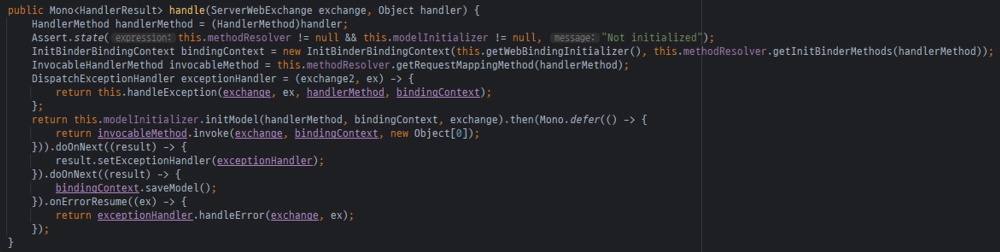 public Mono<HandlerResult> handle(ServerWebExchange exchange, Object handler) {
    HandlerMethod handlerMethod = (HandlerMethod)handler;
    Assert.state( expression: this.methodResolver != null && this.modelInitializer != null, message: "Not initialized");
    InitBinderBindingContext bindingContext = new InitBinderBindingContext(this.getWebBindingInitializer(), this.methodResolver.getInitBinderMethods(handlerMethod));
    InvocableHandlerMethod invocableMethod = this.methodResolver.getRequestMappingMethod(handlerMethod);
    DispatchExceptionHandler exceptionHandler = (exchange2, ex) -> {
        return this.handleException(exchange, ex, handlerMethod, bindingContext);
    };
    return this.modelInitializer.initModel(handlerMethod, bindingContext, exchange).then(Mono.defer(() -> {
        return invocableMethod.invoke(exchange, bindingContext, new Object[0]);
    })).doOnNext((result) -> {
        result.setExceptionHandler(exceptionHandler);
    }).doOnNext((result) -> {
        bindingContext.saveModel();
    }).onErrorResume((ex) -> {
        return exceptionHandler.handleError(exchange, ex);
    });
}